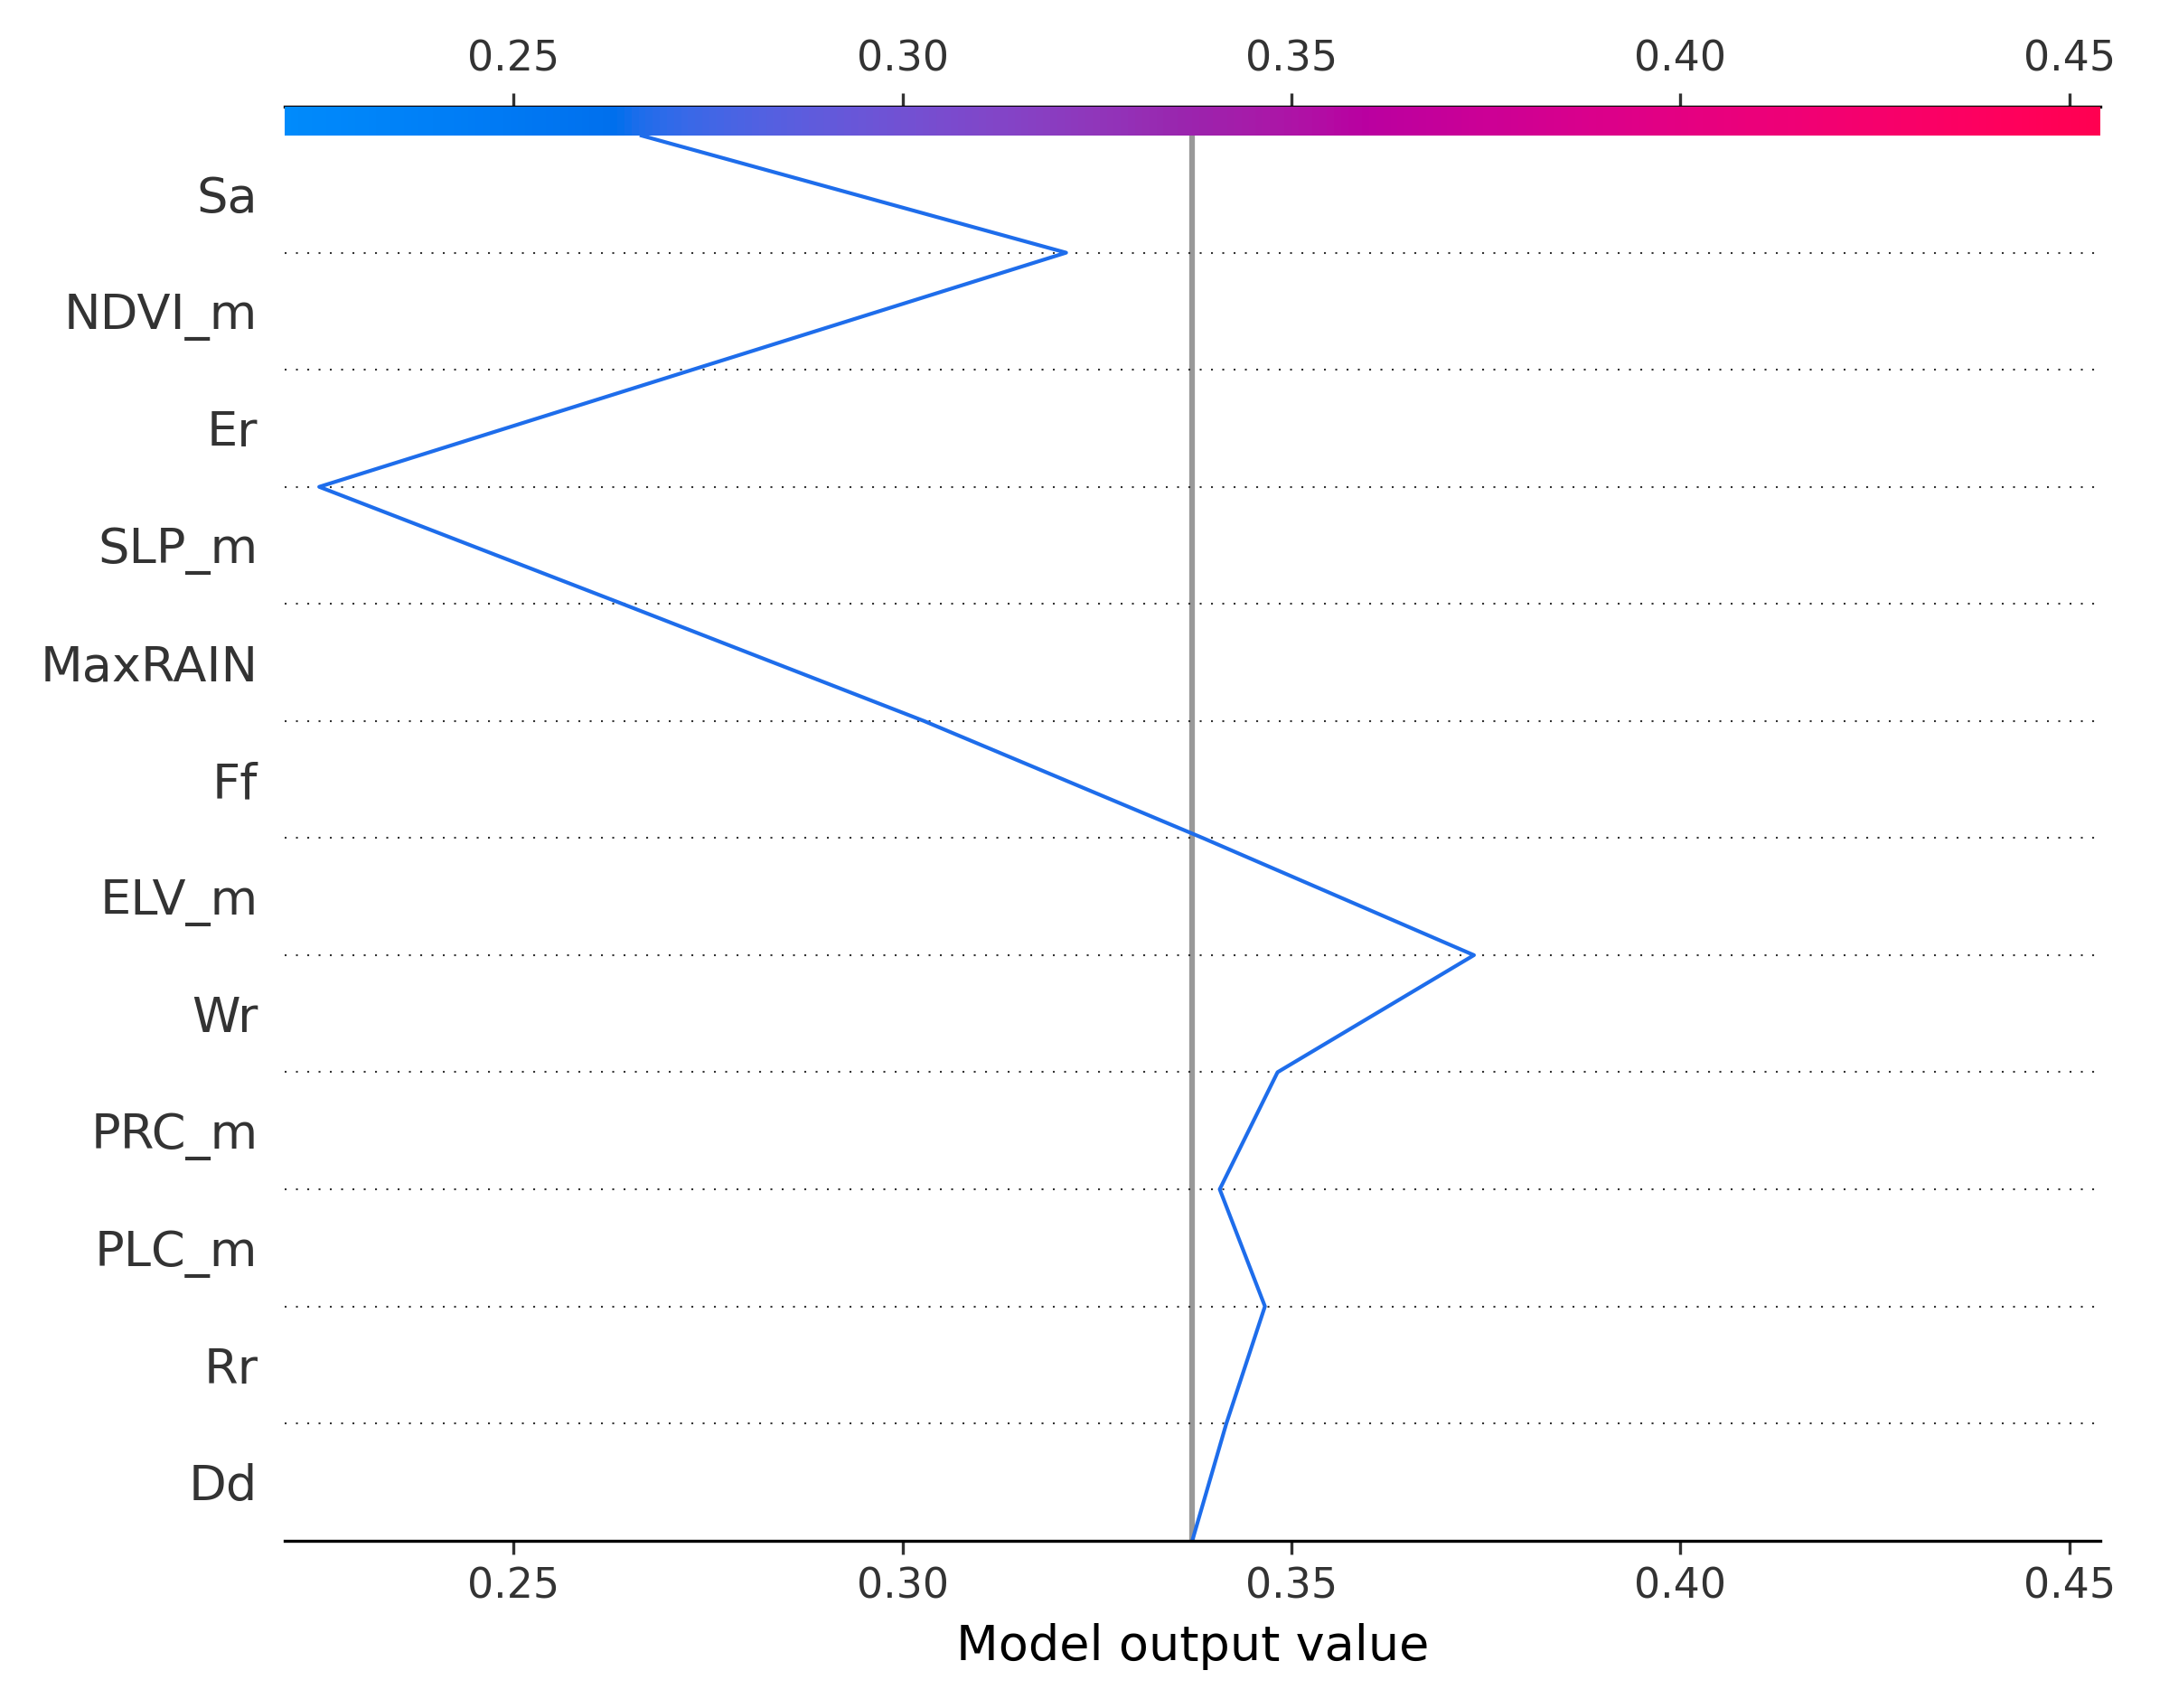 0.25 0.30 0.35 0.40 0.45
Sa
NDVI_m
Er
SLP_m
MaxRAIN
Ff
ELV_m
Wr
PRC_m
PLC_m
Rr
Dd
0.25 0.30 0.35 0.40 0.45
Model output value